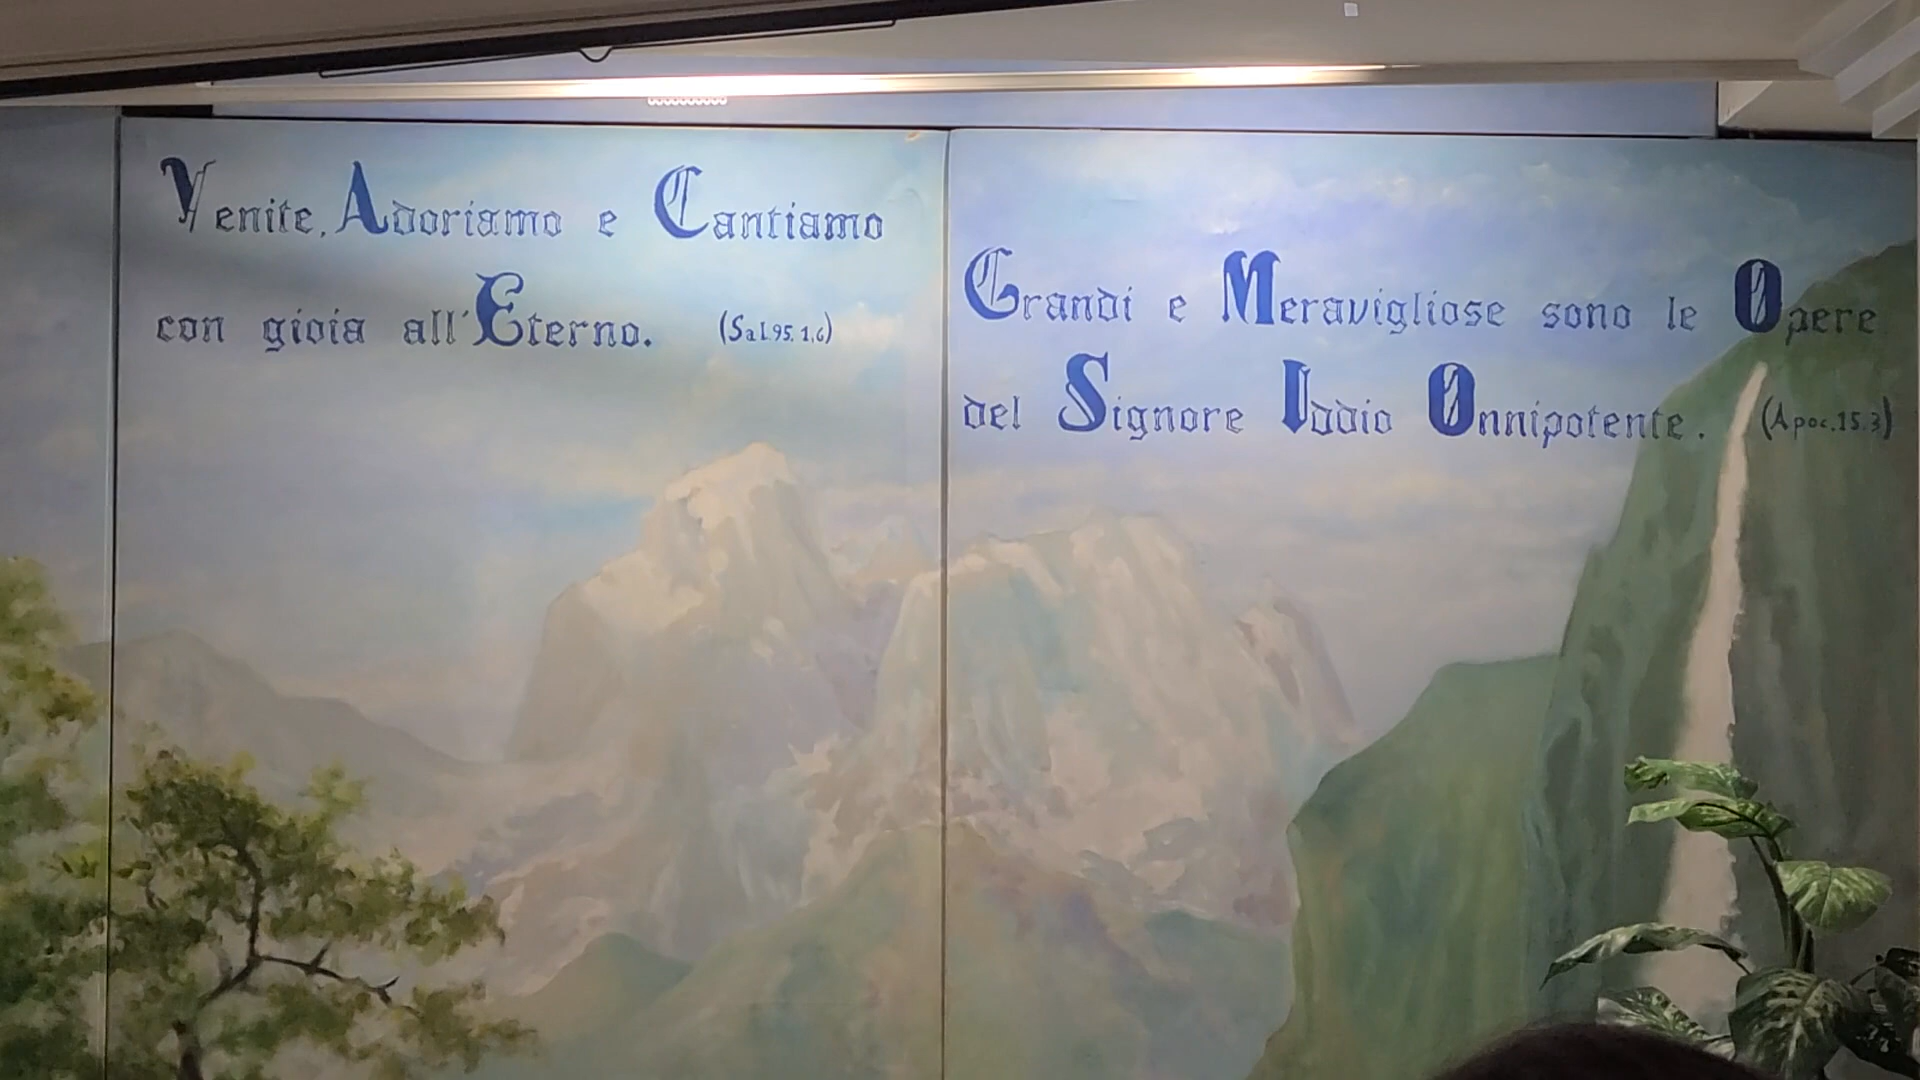 Venite, Adoriamo e Cantiamo
con gioia all'Eterno. (Sal.95. 1,6)
Grandi e Meravigliose sono le Opere
del Signore Iddio Onnipotente. (Apoc.15.3)